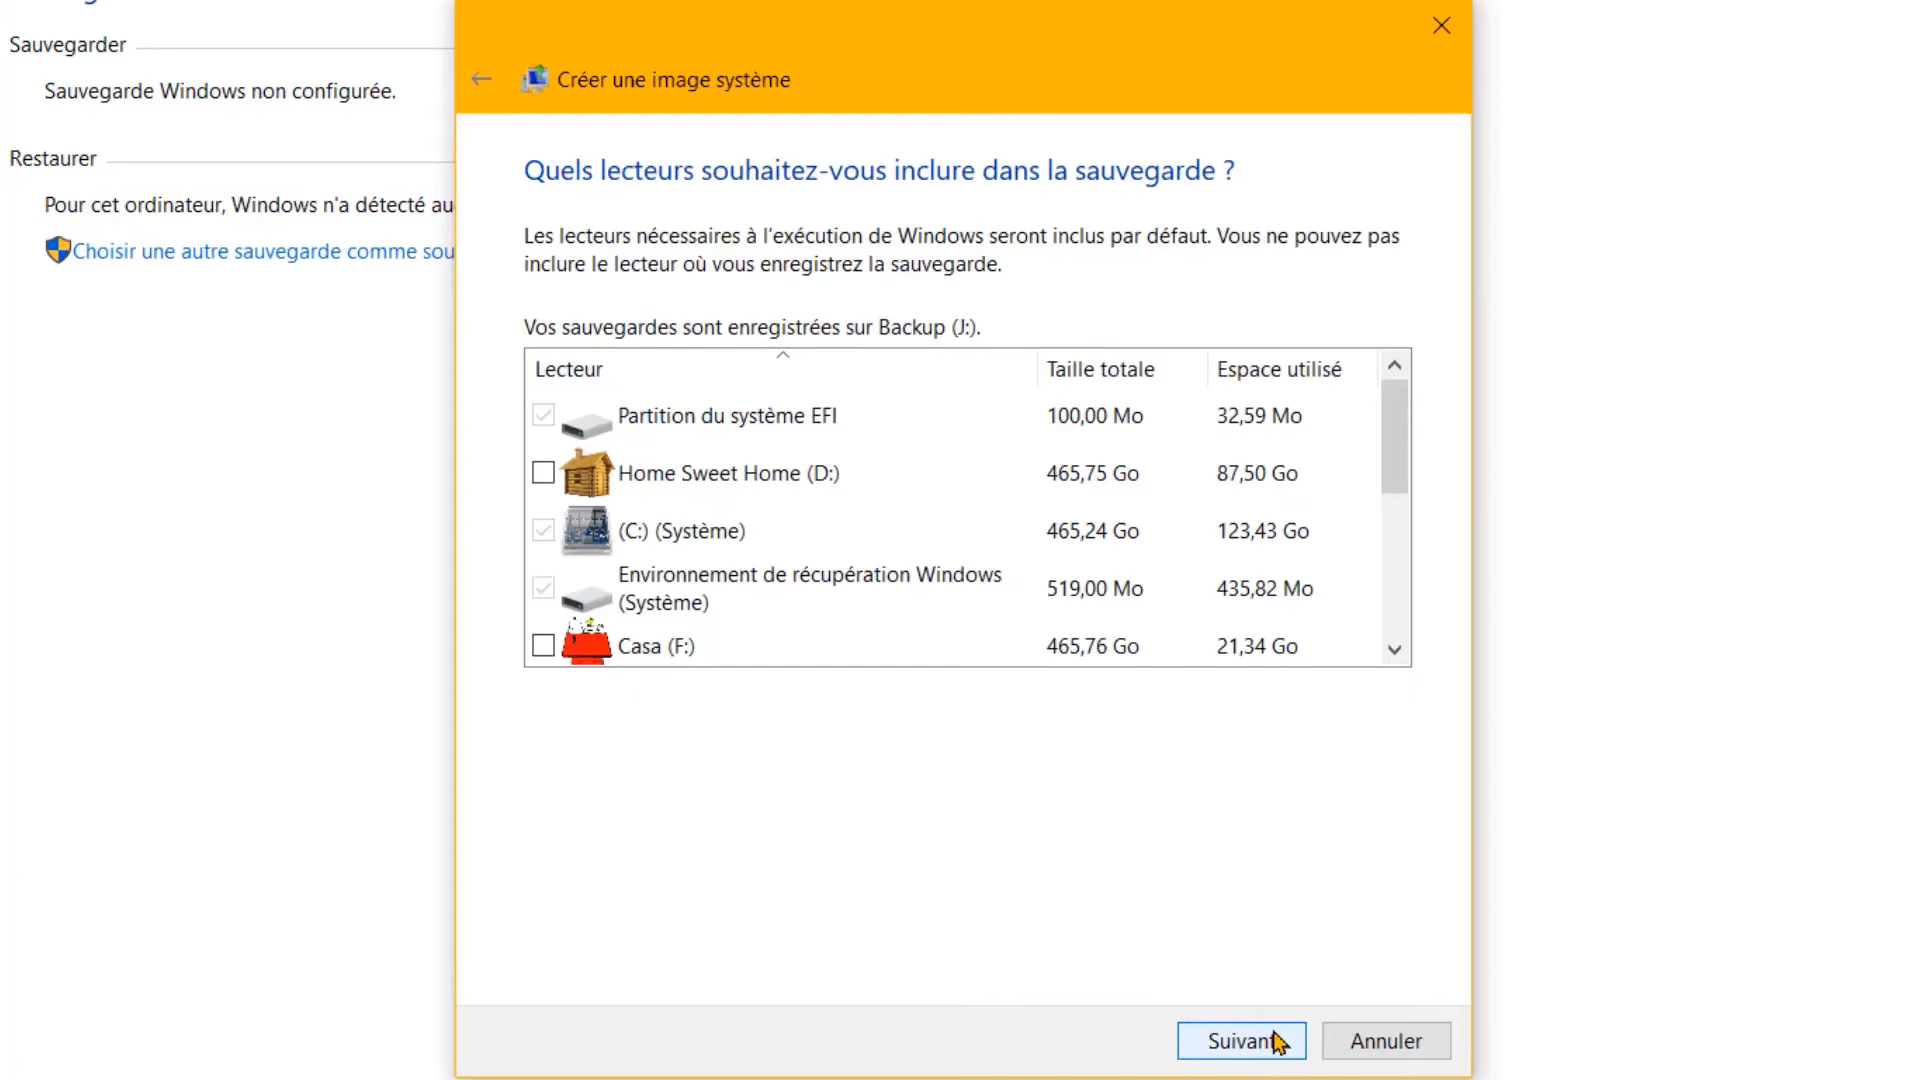 Sauvegarder
Sauvegarde Windows non configurée.
Restaurer
Pour cet ordinateur, Windows n'a détecté au
Choisir une autre sauvegarde comme sou
Créer une image système
Quels lecteurs souhaitez-vous inclure dans la sauvegarde ?
Les lecteurs nécessaires à l'exécution de Windows seront inclus par défaut. Vous ne pouvez pas
inclure le lecteur où vous enregistrez la sauvegarde.
Vos sauvegardes sont enregistrées sur Backup (J:).
Lecteur Taille totale Espace utilisé
Partition du système EFI 100,00 Mo 32,59 Mo
Home Sweet Home (D:) 465,75 Go 87,50 Go
(C:) (Système) 465,24 Go 123,43 Go
Environnement de récupération Windows
(Système) 519,00 Mo 435,82 Mo
Casa (F:) 465,76 Go 21,34 Go
Suivant Annuler